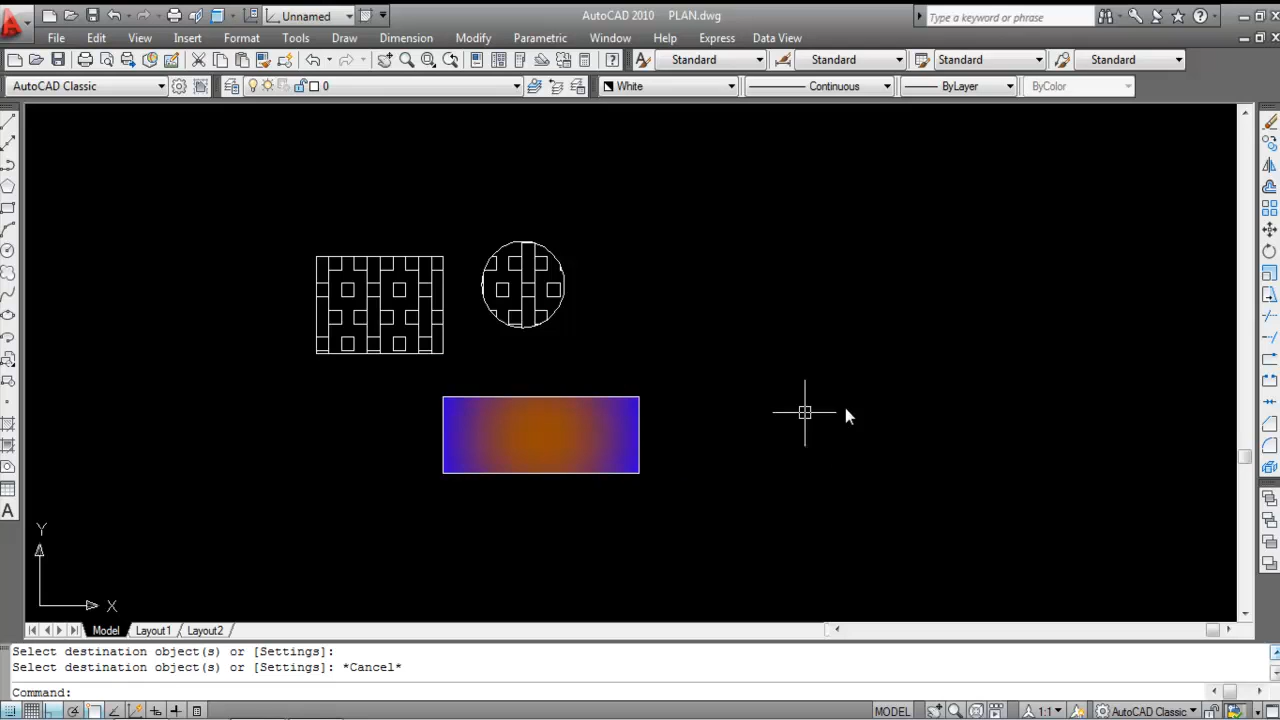 Unnamed
AutoCAD 2010 PLAN.dwg
Type a keyword or phrase
File Edit View Insert Format Tools Draw Dimension Modify Parametric Window Help Express Data View
Standard Standard Standard Standard
AutoCAD Classic 0 White Continuous ByLayer ByColor
Y
X
Model Layout1 Layout2
Select destination object(s) or [Settings]:
Select destination object(s) or [Settings]: *Cancel*
Command:
MODEL 1:1 AutoCAD Classic